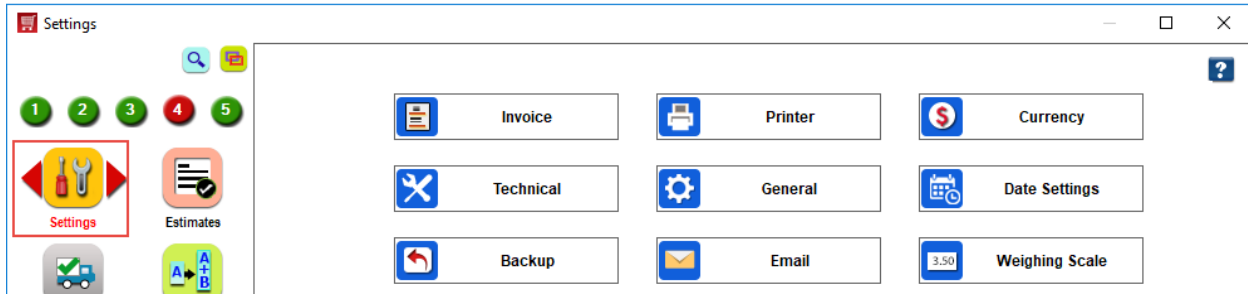 Settings
?
1 2 3 4 5
Invoice Printer Currency
$
Technical General Date Settings
Settings Estimates
Backup Email Weighing Scale
3.50
A A+B